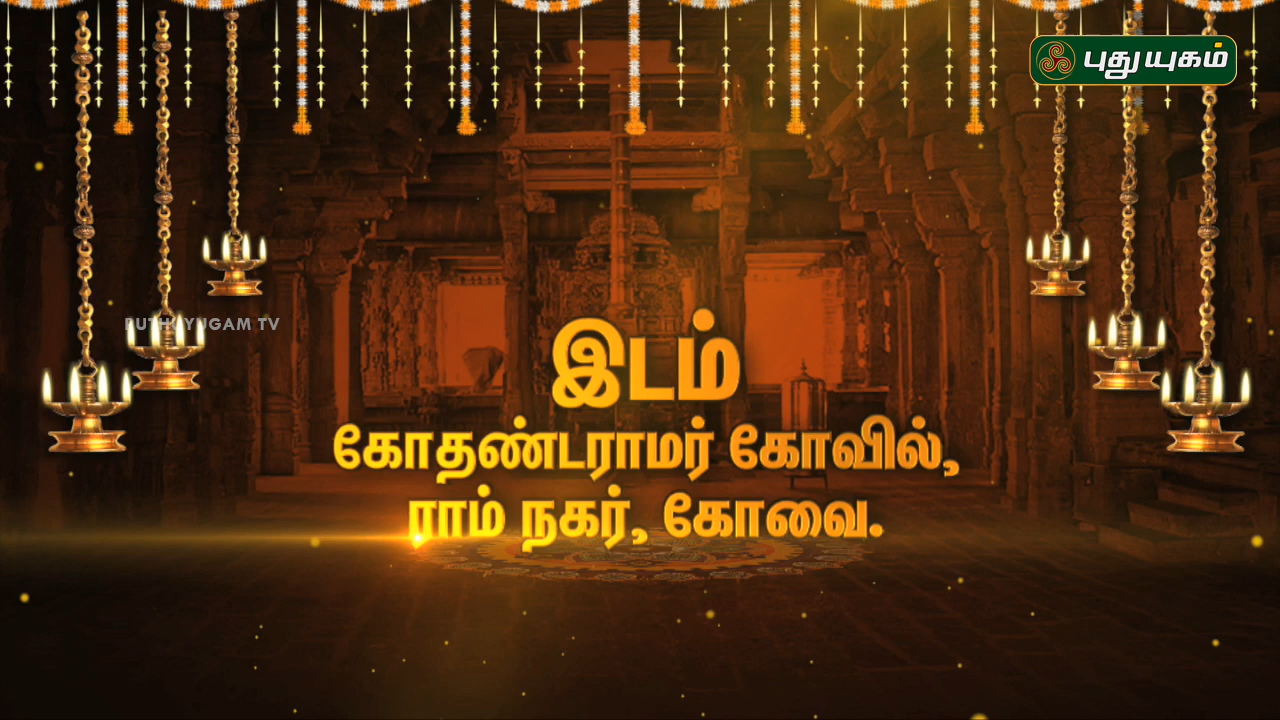 புதுயுகம்
PUTHUYUGAM TV
இடம்
கோதண்டராமர் கோவில்,
ராம் நகர், கோவை.